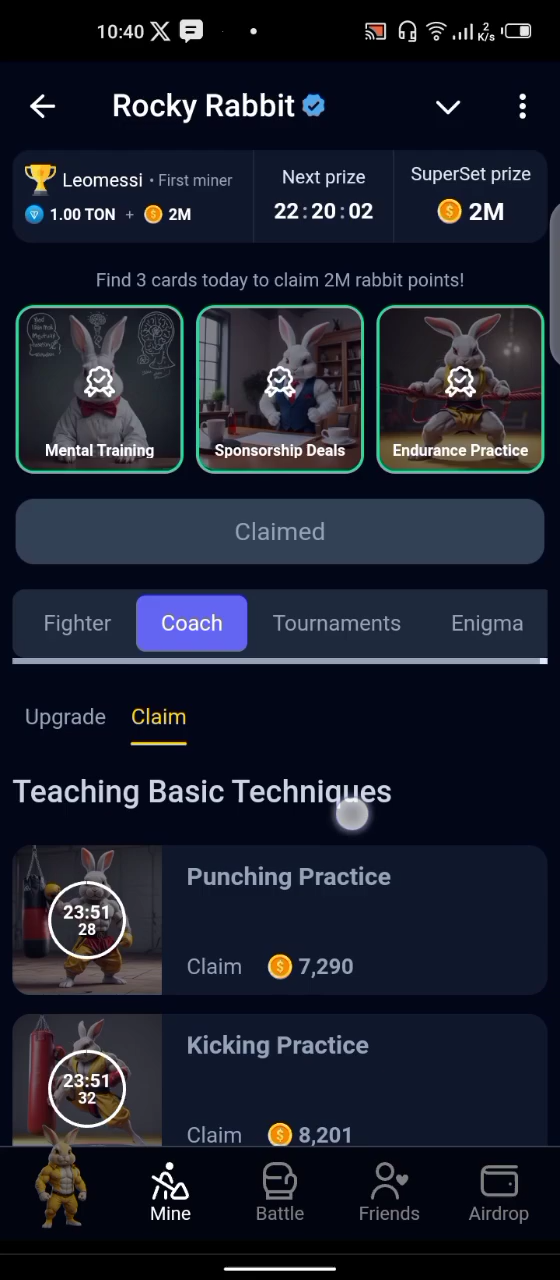 10:40
2
K/s
Rocky Rabbit
Leomessi • First miner
1.00 TON + 2M
Next prize
22:20:02
SuperSet prize
2M
Find 3 cards today to claim 2M rabbit points!
Mental Training
Sponsorship Deals
Endurance Practice
Claimed
Fighter Coach Tournaments Enigma
Upgrade Claim
Teaching Basic Techniques
Punching Practice
23:51
28
Claim 7,290
Kicking Practice
23:51
32
Claim 8,201
Mine Battle Friends Airdrop